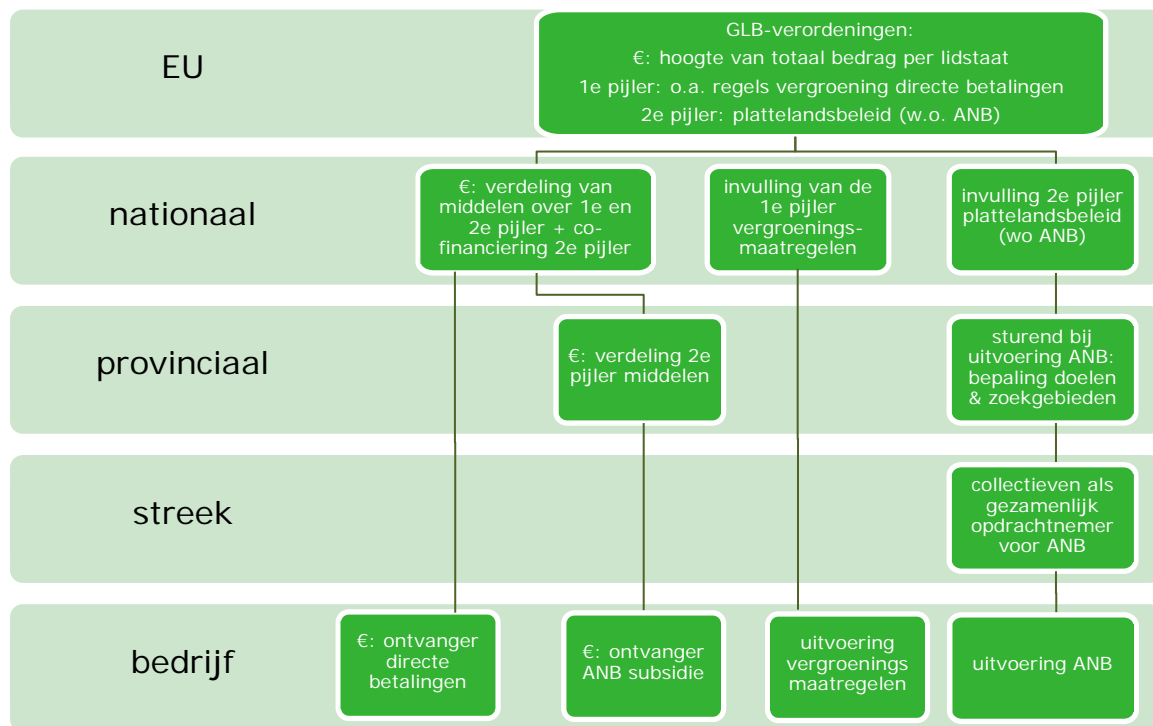 EU
GLB-verordeningen:
€: hoogte van totaal bedrag per lidstaat
1e pijler: o.a. regels vergroening directe betalingen
2e pijler: plattelandsbeleid (w.o. ANB)
nationaal
€: verdeling van
middelen over 1e en
2e pijler + co-
financiering 2e pijler
invulling van de
1e pijler
vergroenings-
maatregelen
invulling 2e pijler
plattelandsbeleid
(wo ANB)
provinciaal
€: verdeling 2e
pijler middelen
sturend bij
uitvoering ANB:
bepaling doelen
& zoekgebieden
streek
collectieven als
gezamenlijk
opdrachtnemer
voor ANB
bedrijf
€: ontvanger
directe
betalingen
€: ontvanger
ANB subsidie
uitvoering
vergroenings
maatregelen
uitvoering ANB